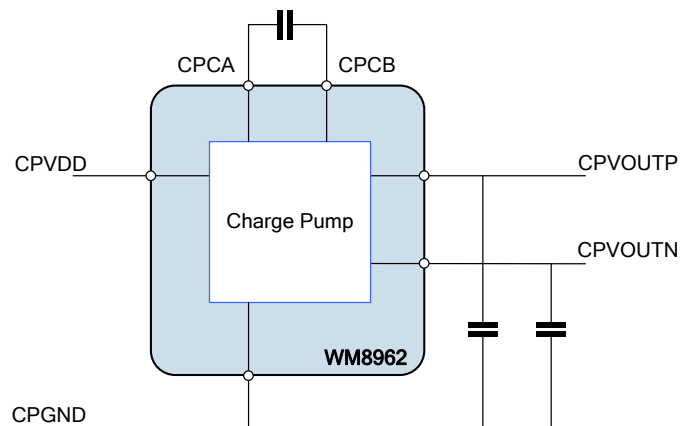 CPCA
CPCB
CPVDD
CPVOUTP
Charge Pump
CPVOUTN
WM8962
CPGND